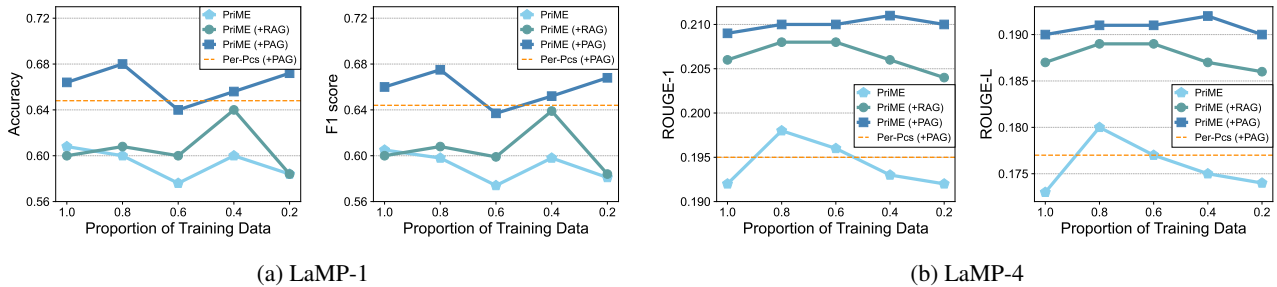 0.72
0.68
0.64
0.60
0.56
Accuracy
1.0 0.8 0.6 0.4 0.2
Proportion of Training Data
PriME
PriME (+RAG)
PriME (+PAG)
Per-Pcs (+PAG)
0.72
0.68
0.64
0.60
0.56
F1 score
1.0 0.8 0.6 0.4 0.2
Proportion of Training Data
PriME
PriME (+RAG)
PriME (+PAG)
Per-Pcs (+PAG)
(a) LaMP-1
0.210
0.205
0.200
0.195
0.190
ROUGE-1
1.0 0.8 0.6 0.4 0.2
Proportion of Training Data
PriME
PriME (+RAG)
PriME (+PAG)
Per-Pcs (+PAG)
0.190
0.185
0.180
0.175
ROUGE-L
1.0 0.8 0.6 0.4 0.2
Proportion of Training Data
PriME
PriME (+RAG)
PriME (+PAG)
Per-Pcs (+PAG)
(b) LaMP-4